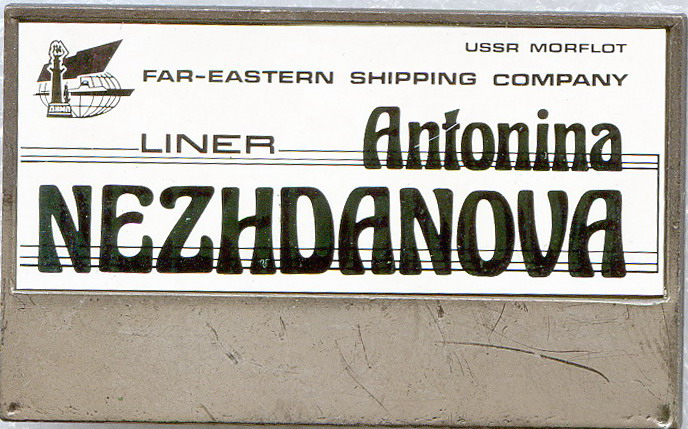 USSR MORFLOT
FAR-EASTERN SHIPPING COMPANY
LINER Antonina
NEZHDANOVA